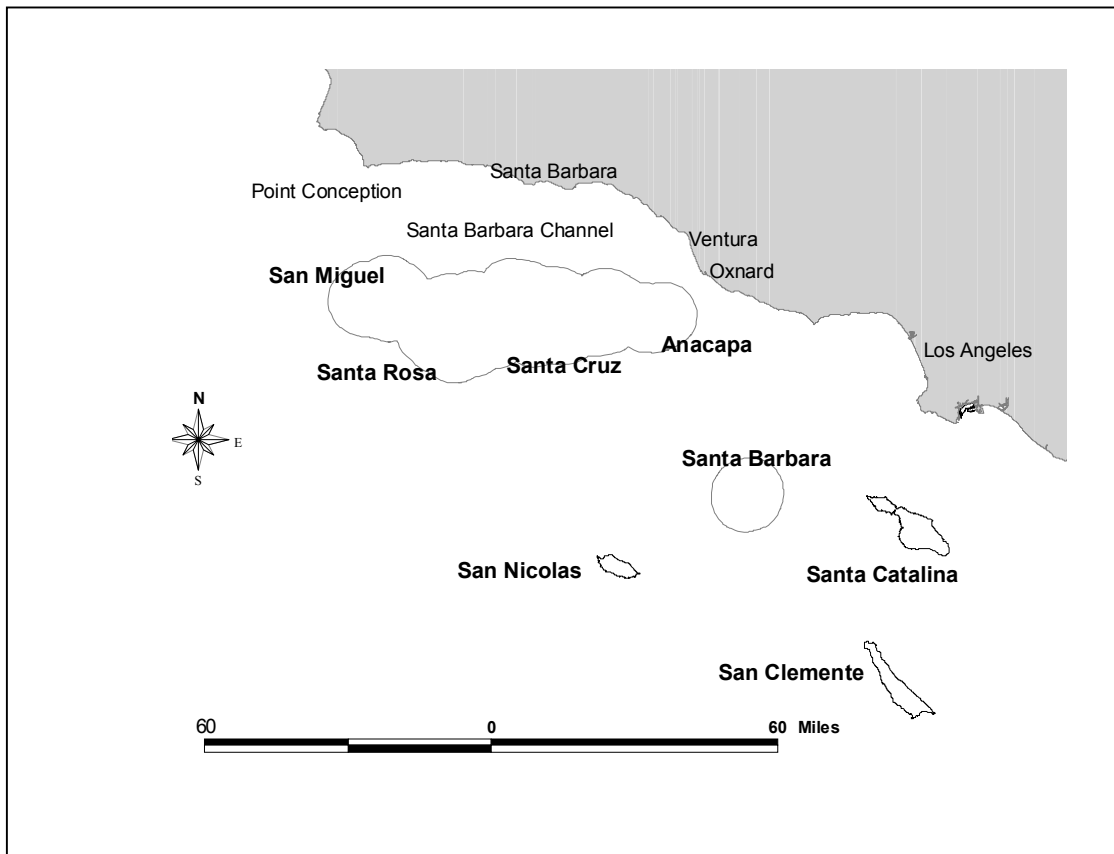 Santa Barbara
Point Conception
Santa Barbara Channel
Ventura
San Miguel
Oxnard
Anacapa
Los Angeles
Santa Rosa
Santa Cruz
N
E
S
Santa Barbara
San Nicolas
Santa Catalina
San Clemente
60 0 60 Miles